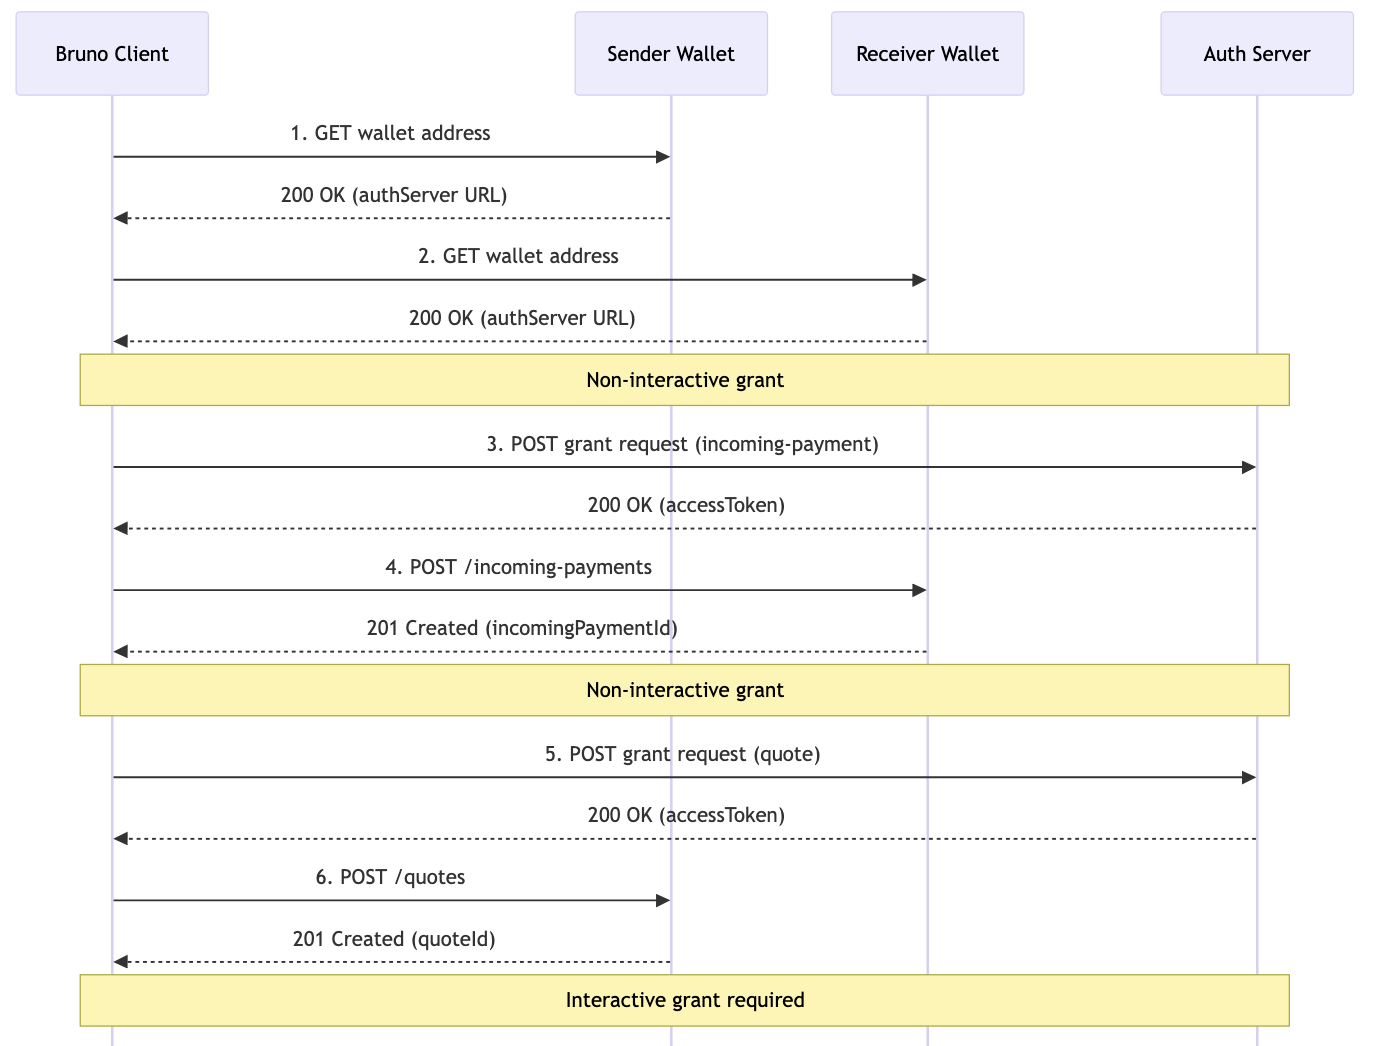 Bruno Client
Sender Wallet
Receiver Wallet
Auth Server
1. GET wallet address
200 OK (authServer URL)
2. GET wallet address
200 OK (authServer URL)
Non-interactive grant
3. POST grant request (incoming-payment)
200 OK (accessToken)
4. POST /incoming-payments
201 Created (incomingPaymentId)
Non-interactive grant
5. POST grant request (quote)
200 OK (accessToken)
6. POST /quotes
201 Created (quoteId)
Interactive grant required